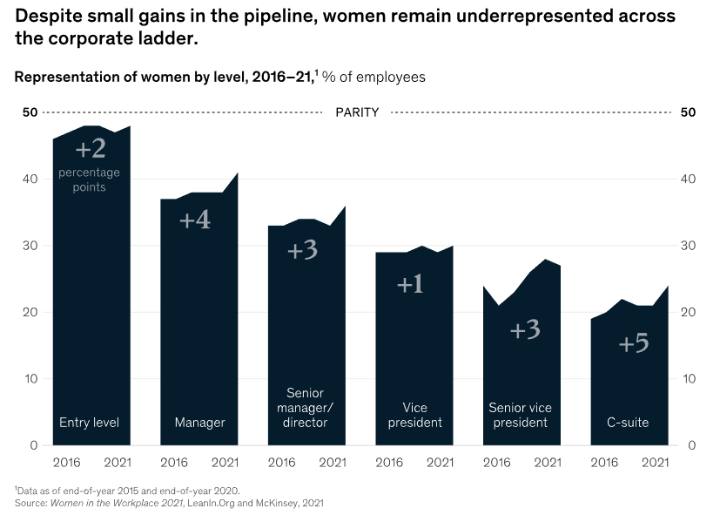 Despite small gains in the pipeline, women remain underrepresented across
the corporate ladder.
Representation of women by level, 2016–21,¹ % of employees
50 PARITY 50
+2
percentage
points
40 40
+4
+3
30 30
+1
+3
20 20
+5
10 10
Entry level
Manager
Senior
manager/
director
Vice
president
Senior vice
president
C-suite
0 0
2016 2021 2016 2021 2016 2021 2016 2021 2016 2021 2016 2021
¹Data as of end-of-year 2015 and end-of-year 2020.
Source: Women in the Workplace 2021, LeanIn.Org and McKinsey, 2021